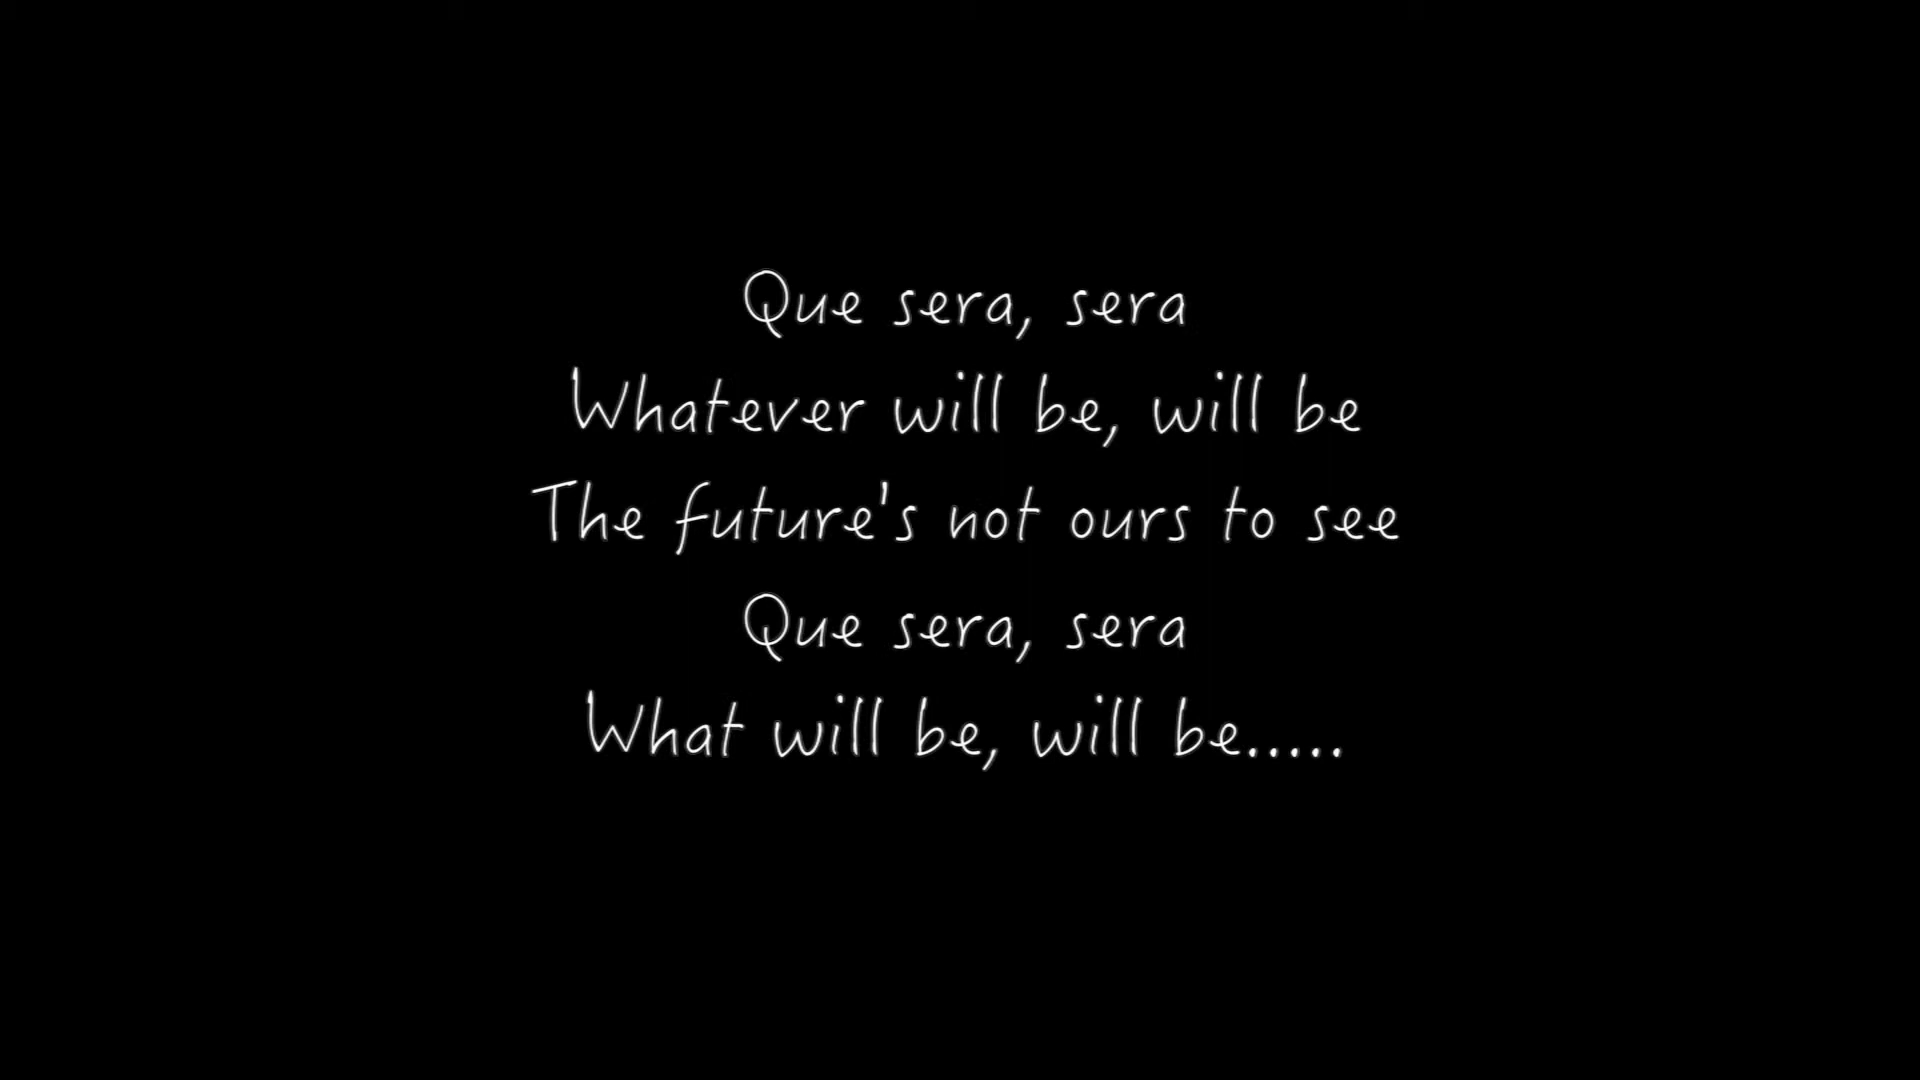 Que sera, sera
Whatever will be, will be
The future's not ours to see
Que sera, sera
What will be, will be.....